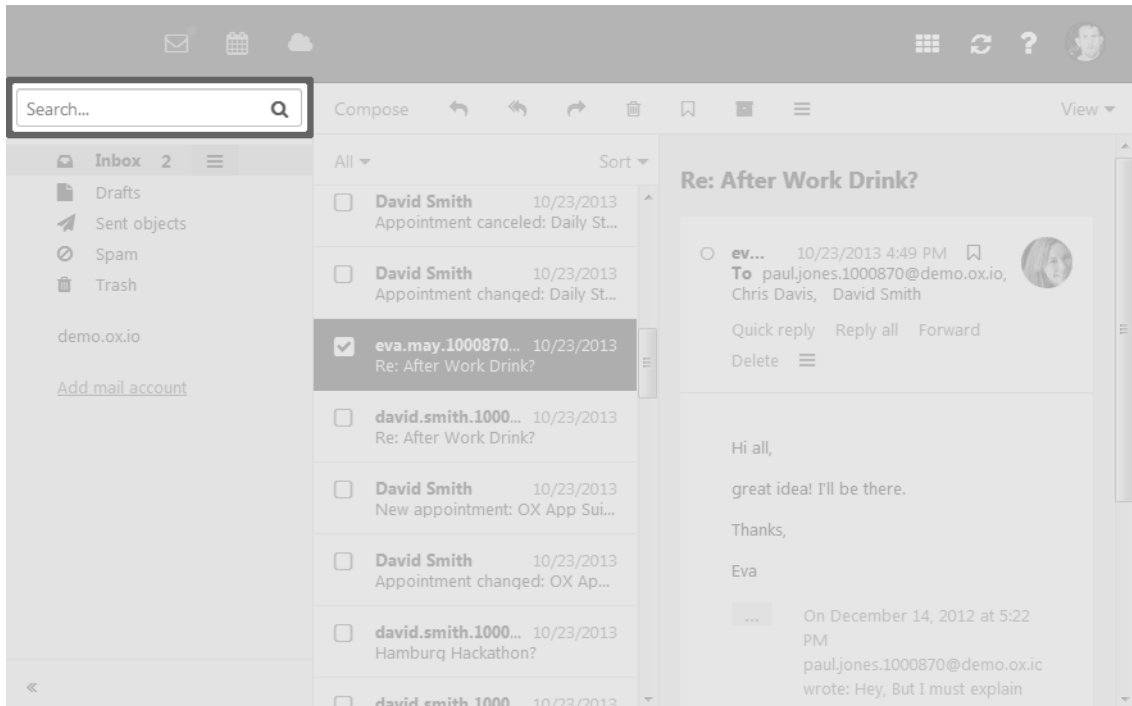 Search...
Compose
View
Inbox 2
Drafts
Sent objects
Spam
Trash
demo.ox.io
Add mail account
All Sort
David Smith 10/23/2013
Appointment canceled: Daily St...
David Smith 10/23/2013
Appointment changed: Daily St...
eva.may.1000870... 10/23/2013
Re: After Work Drink?
david.smith.1000... 10/23/2013
Re: After Work Drink?
David Smith 10/23/2013
New appointment: OX App Sui...
David Smith 10/23/2013
Appointment changed: OX Ap...
david.smith.1000... 10/23/2013
Hamburg Hackathon?
david.smith.1000... 10/23/2013
Re: After Work Drink?
ev... 10/23/2013 4:49 PM
To paul.jones.1000870@demo.ox.io,
Chris Davis, David Smith
Quick reply Reply all Forward
Delete
Hi all,
great idea! I'll be there.
Thanks,
Eva
...
On December 14, 2012 at 5:22
PM
paul.jones.1000870@demo.ox.ic
wrote: Hey, But I must explain